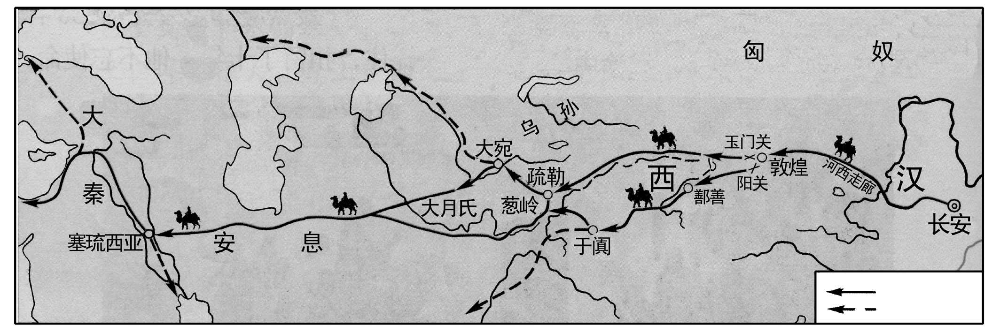 匈 奴
乌 孙
大 秦
大宛
玉门关
敦煌
河西走廊
汉
疏勒
西
阳关
鄯善
葱岭
大月氏
长安
塞琉西亚
安 息
于阗